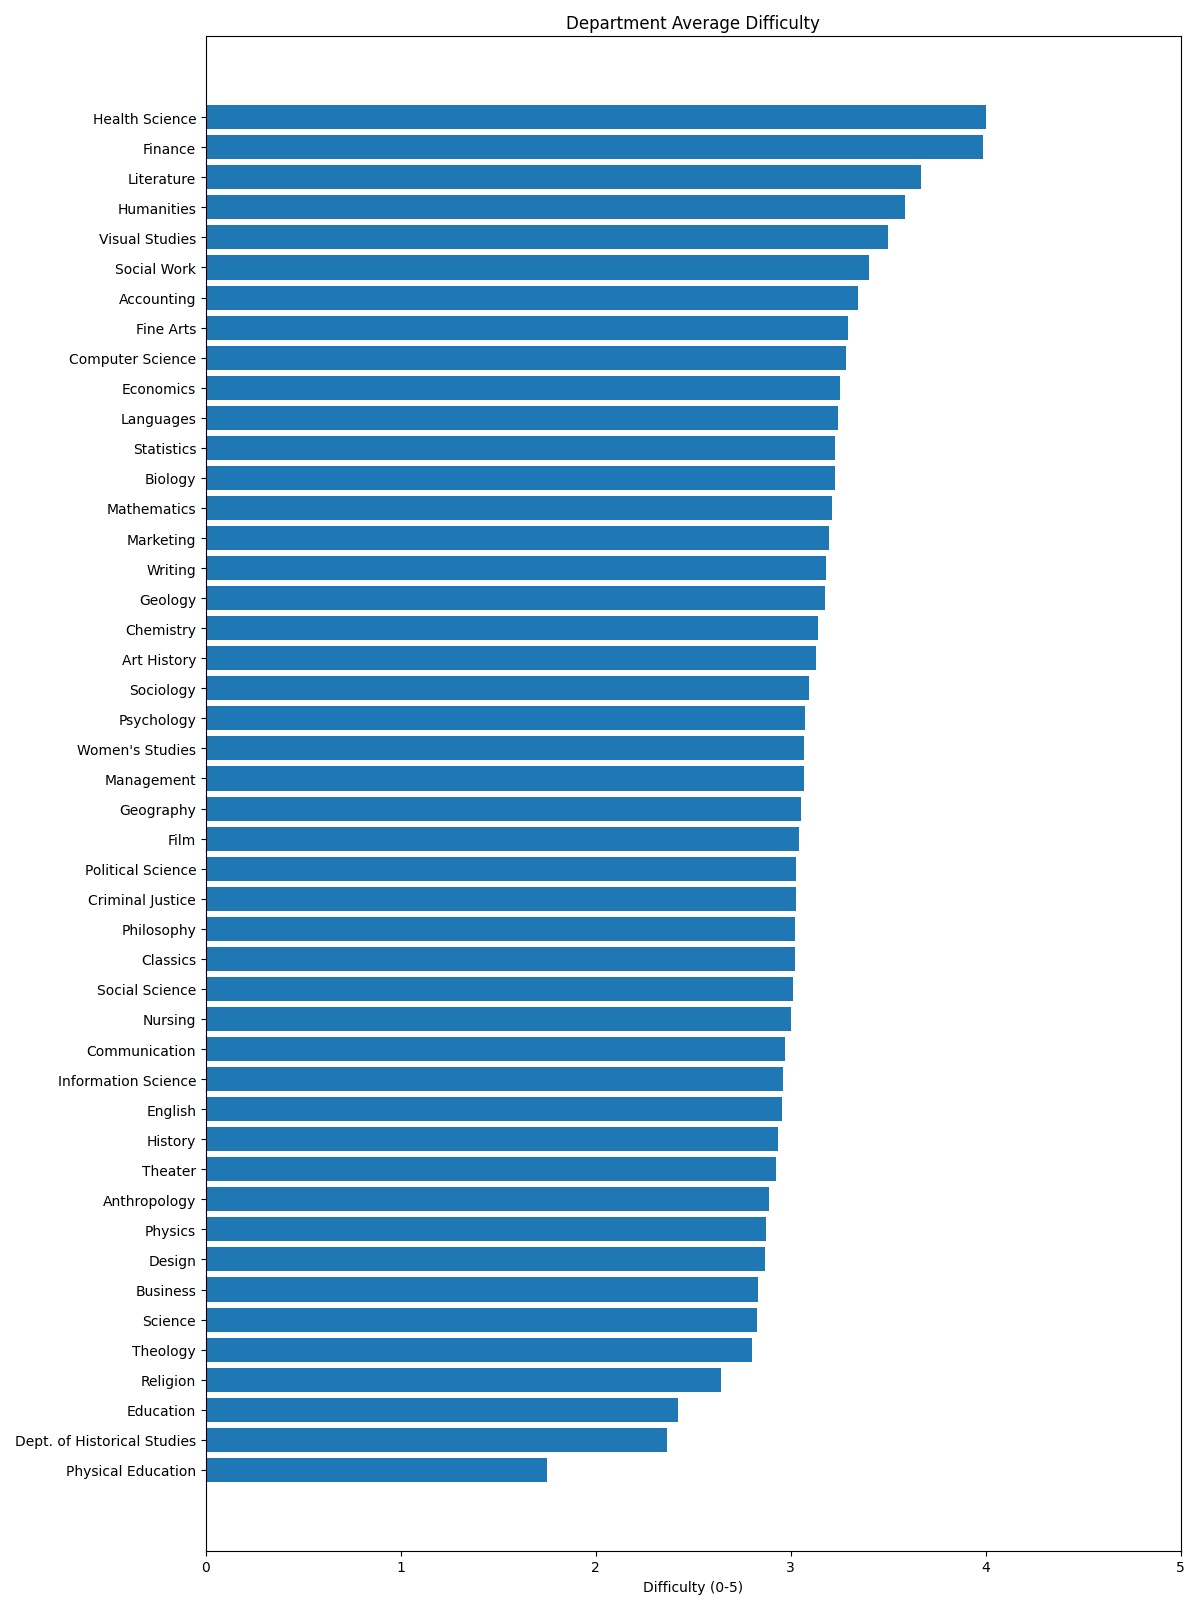 Department Average Difficulty
Health Science
Finance
Literature
Humanities
Visual Studies
Social Work
Accounting
Fine Arts
Computer Science
Economics
Languages
Statistics
Biology
Mathematics
Marketing
Writing
Geology
Chemistry
Art History
Sociology
Psychology
Women's Studies
Management
Geography
Film
Political Science
Criminal Justice
Philosophy
Classics
Social Science
Nursing
Communication
Information Science
English
History
Theater
Anthropology
Physics
Design
Business
Science
Theology
Religion
Education
Dept. of Historical Studies
Physical Education
0 1 2 3 4 5
Difficulty (0-5)